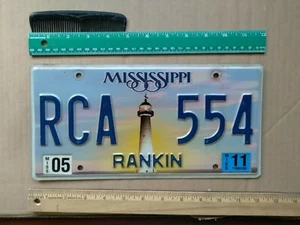 MISSISSIPPI
RCA 554
05
11
RANKIN